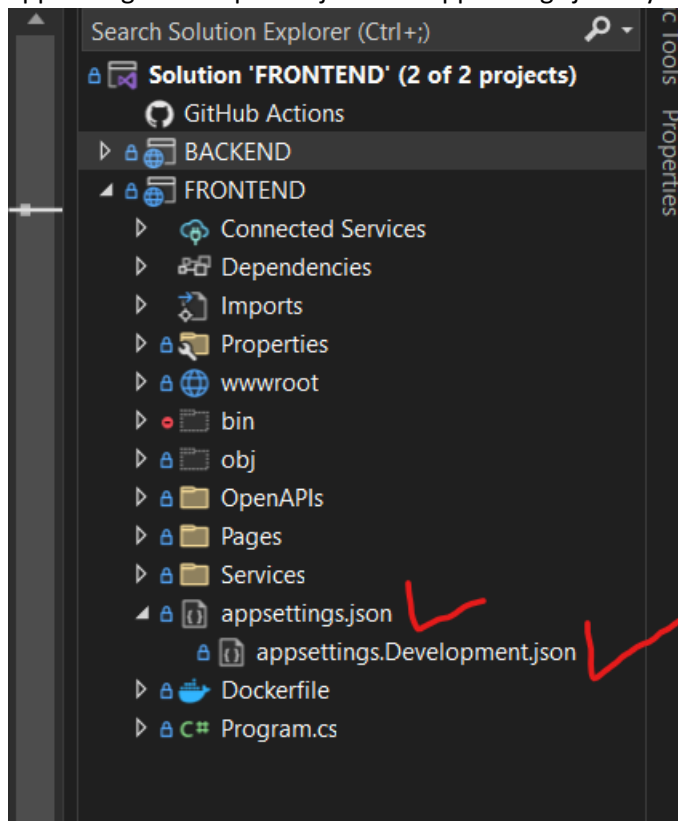 Search Solution Explorer (Ctrl+;)
Solution 'FRONTEND' (2 of 2 projects)
GitHub Actions
BACKEND
FRONTEND
Connected Services
Dependencies
Imports
Properties
wwwroot
bin
obj
OpenAPIs
Pages
Services
appsettings.json
appsettings.Development.json
Dockerfile
C# Program.cs
Tools
Properties